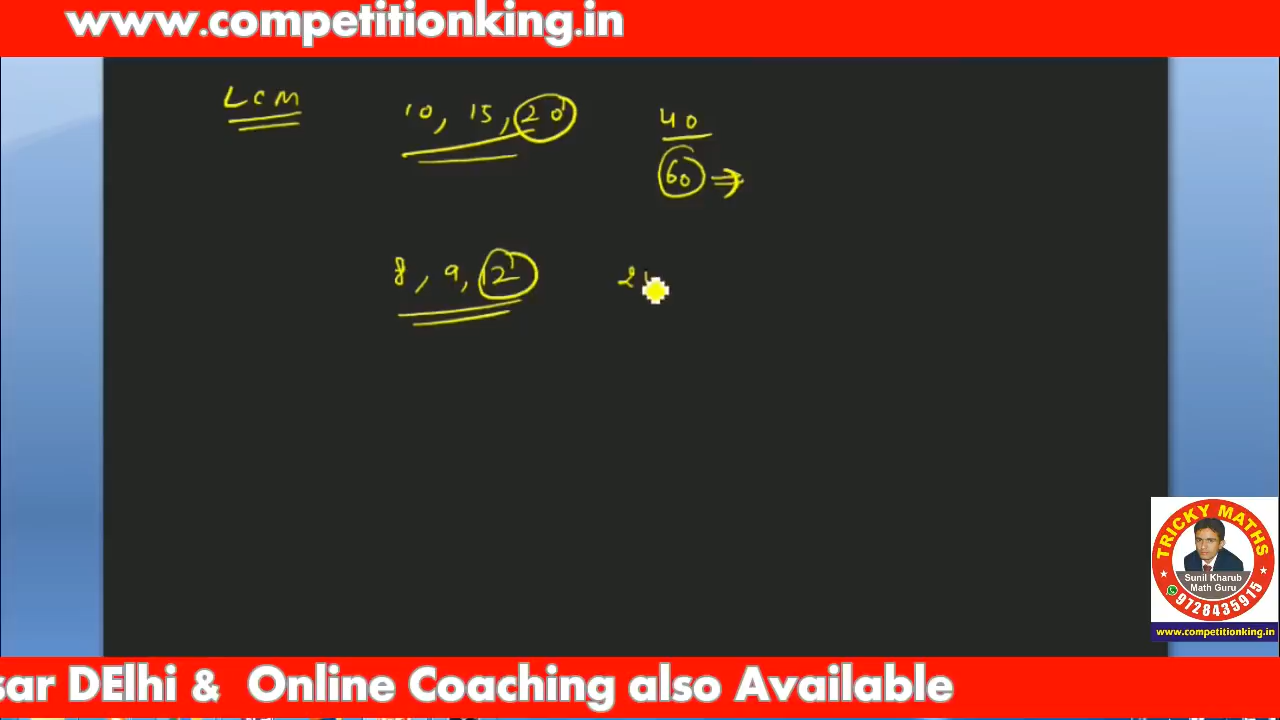 www.competitionking.in
LCM 10, 15, 20 40
60 ⇒
8, 9, 12 2
TRICKY MATHS
Sunil Kharub
Math Guru
9728435915
www.competitionking.in
sar DElhi & Online Coaching also Available